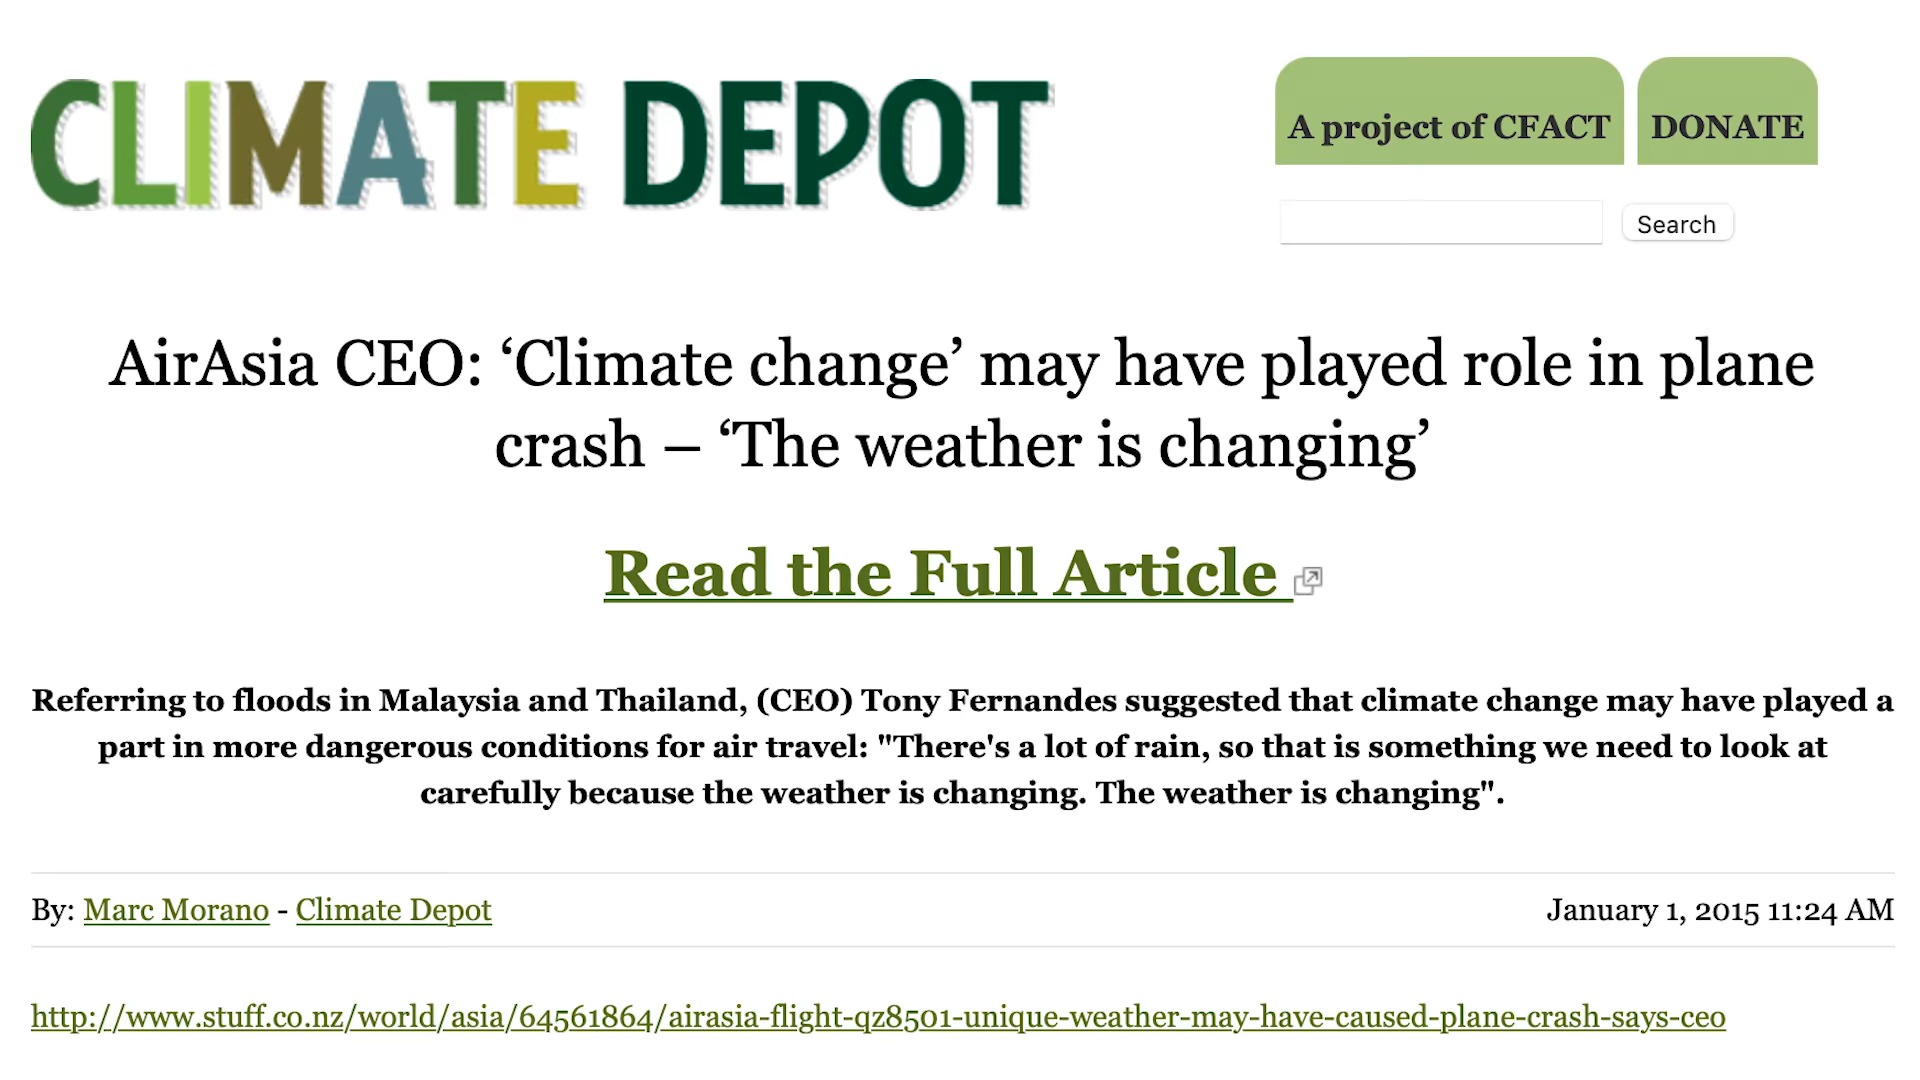 CLIMATE DEPOT
A project of CFACT
DONATE
Search
AirAsia CEO: ‘Climate change’ may have played role in plane
crash – ‘The weather is changing’
Read the Full Article
Referring to floods in Malaysia and Thailand, (CEO) Tony Fernandes suggested that climate change may have played a
part in more dangerous conditions for air travel: "There's a lot of rain, so that is something we need to look at
carefully because the weather is changing. The weather is changing".
By: Marc Morano - Climate Depot
January 1, 2015 11:24 AM
http://www.stuff.co.nz/world/asia/64561864/airasia-flight-qz8501-unique-weather-may-have-caused-plane-crash-says-ceo